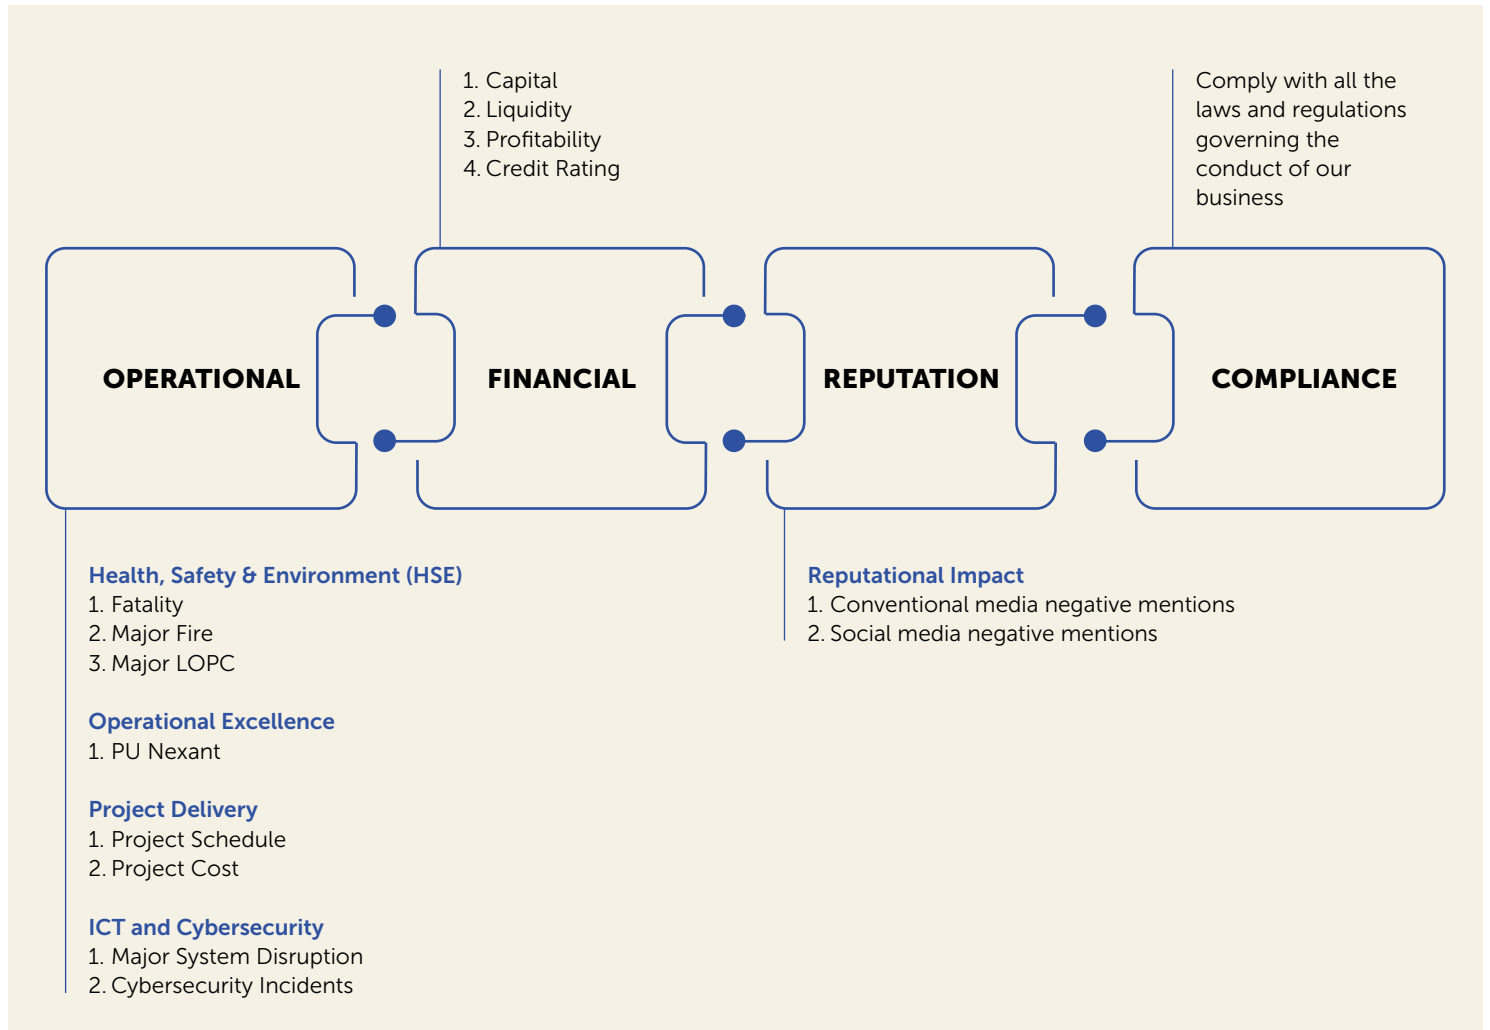 1. Capital
2. Liquidity
3. Profitability
4. Credit Rating
Comply with all the
laws and regulations
governing the
conduct of our
business
OPERATIONAL
FINANCIAL
REPUTATION
COMPLIANCE
Health, Safety & Environment (HSE)
1. Fatality
2. Major Fire
3. Major LOPC
Operational Excellence
1. PU Nexant
Project Delivery
1. Project Schedule
2. Project Cost
ICT and Cybersecurity
1. Major System Disruption
2. Cybersecurity Incidents
Reputational Impact
1. Conventional media negative mentions
2. Social media negative mentions